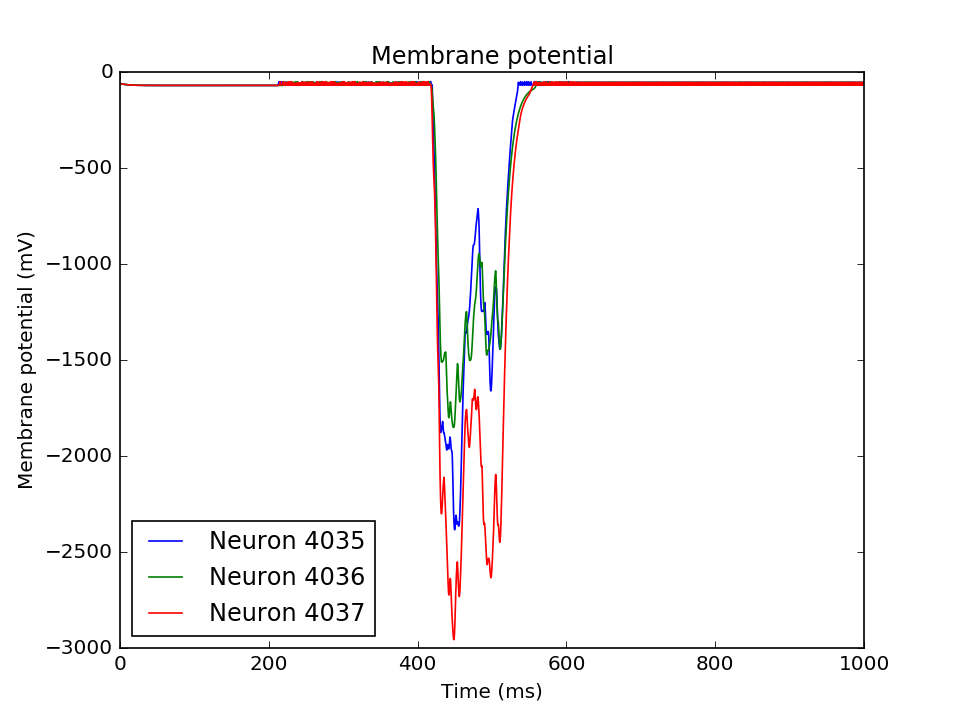 Membrane potential
Membrane potential (mV)
0
−500
−1000
−1500
−2000
−2500
−3000
Neuron 4035
Neuron 4036
Neuron 4037
0 200 400 600 800 1000
Time (ms)